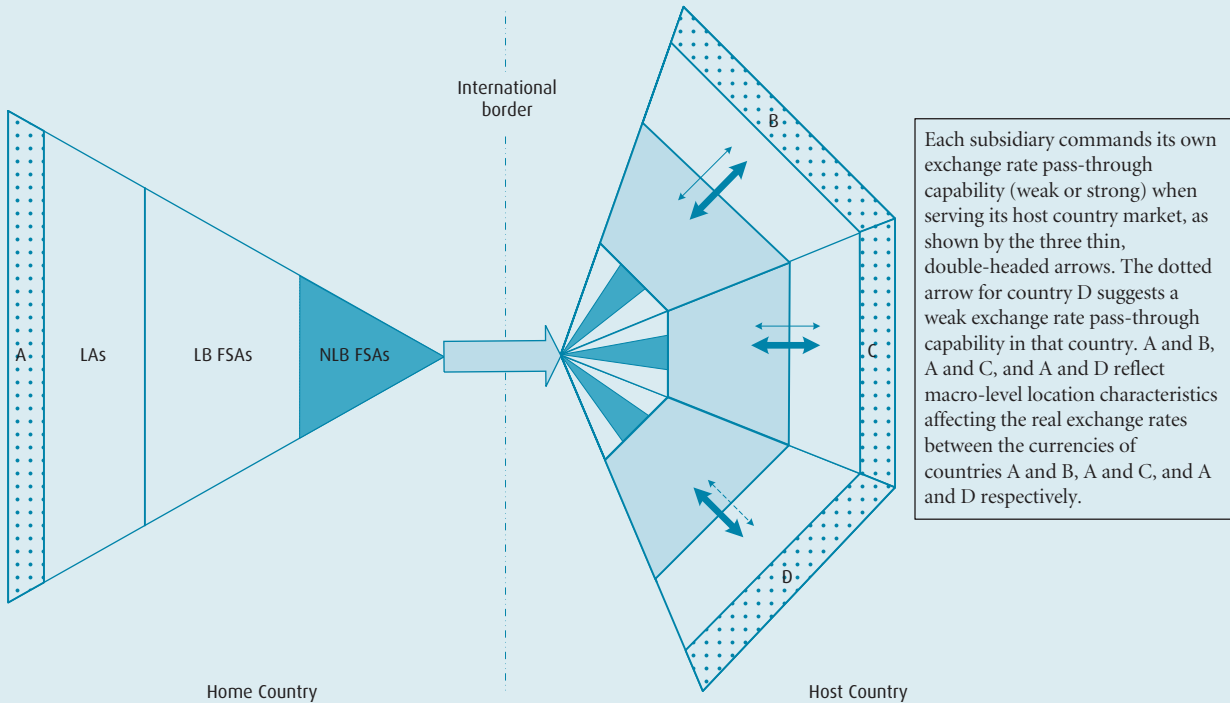 International
border
B
A
LAs
LB FSAs
NLB FSAs
C
D
Each subsidiary commands its own
exchange rate pass-through
capability (weak or strong) when
serving its host country market, as
shown by the three thin,
double-headed arrows. The dotted
arrow for country D suggests a
weak exchange rate pass-through
capability in that country. A and B,
A and C, and A and D reflect
macro-level location characteristics
affecting the real exchange rates
between the currencies of
countries A and B, A and C, and A
and D respectively.
Home Country
Host Country